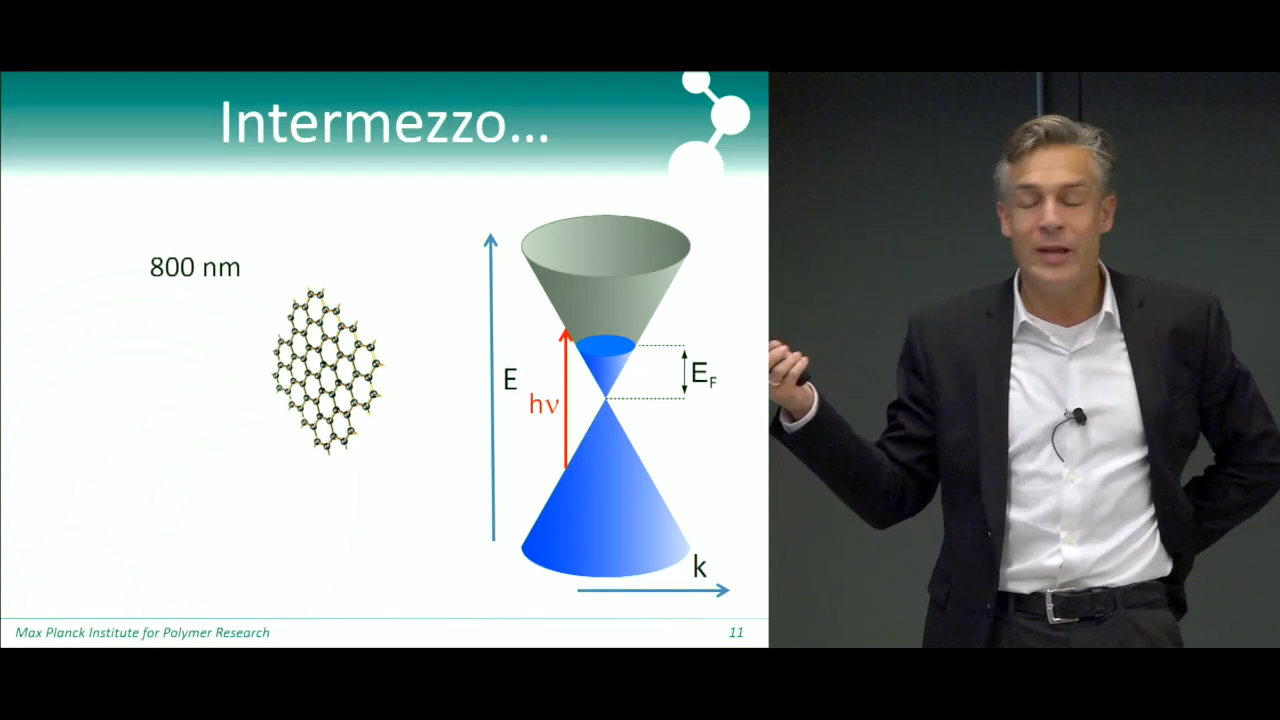 Intermezzo...
800 nm
E
hν
E_F
k
Max Planck Institute for Polymer Research
11